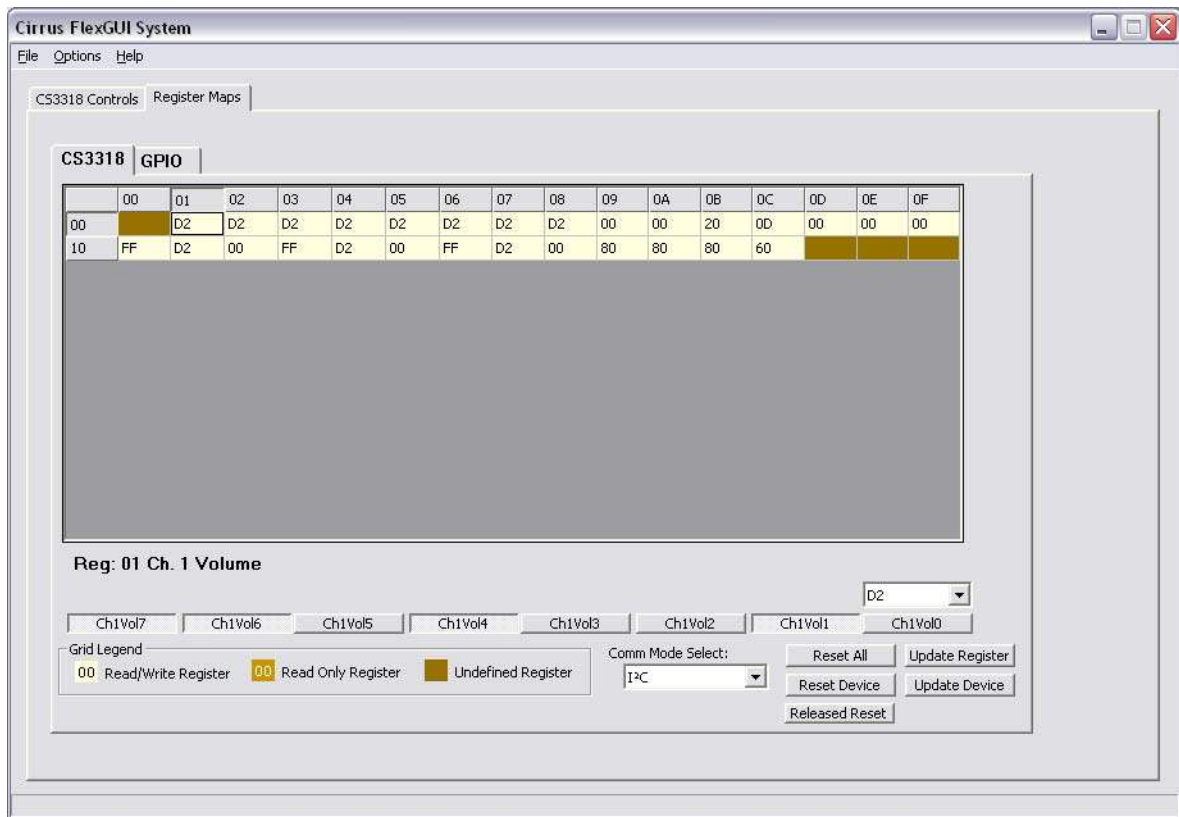 Cirrus FlexGUI System
File Options Help
CS3318 Controls Register Maps
CS3318 GPIO
00 01 02 03 04 05 06 07 08 09 0A 0B 0C 0D 0E 0F
00 D2 D2 D2 D2 D2 D2 D2 D2 00 00 20 0D 00 00 00
10 FF D2 00 FF D2 00 FF D2 00 80 80 80 60
Reg: 01 Ch. 1 Volume
D2
Ch1Vol7 Ch1Vol6 Ch1Vol5 Ch1Vol4 Ch1Vol3 Ch1Vol2 Ch1Vol1 Ch1Vol0
Grid Legend
00 Read/Write Register 00 Read Only Register Undefined Register
Comm Mode Select:
I²C
Reset All Update Register
Reset Device Update Device
Released Reset